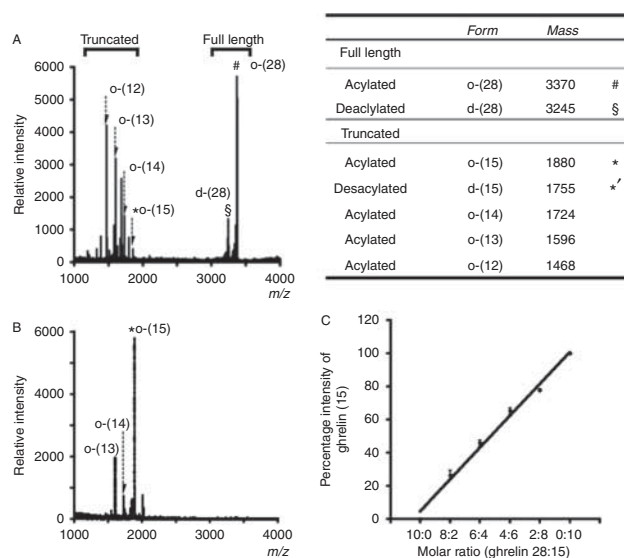 A
Truncated
Full length
6000
5000
4000
3000
2000
1000
0
Relative intensity
o-(12)
o-(13)
o-(14)
*o-(15)
# o-(28)
d-(28)
§
1000
2000
3000
4000
m/z
Form Mass
Full length
Acylated o-(28) 3370 #
Deaclylated d-(28) 3245 §
Truncated
Acylated o-(15) 1880 *
Desacylated d-(15) 1755 *′
Acylated o-(14) 1724
Acylated o-(13) 1596
Acylated o-(12) 1468
B
6000
4000
2000
0
Relative intensity
*o-(15)
o-(14)
o-(13)
1000
2000
3000
4000
m/z
C
120
100
80
60
40
20
0
Percentage intensity of
ghrelin (15)
10:0 8:2 6:4 4:6 2:8 0:10
Molar ratio (ghrelin 28:15)